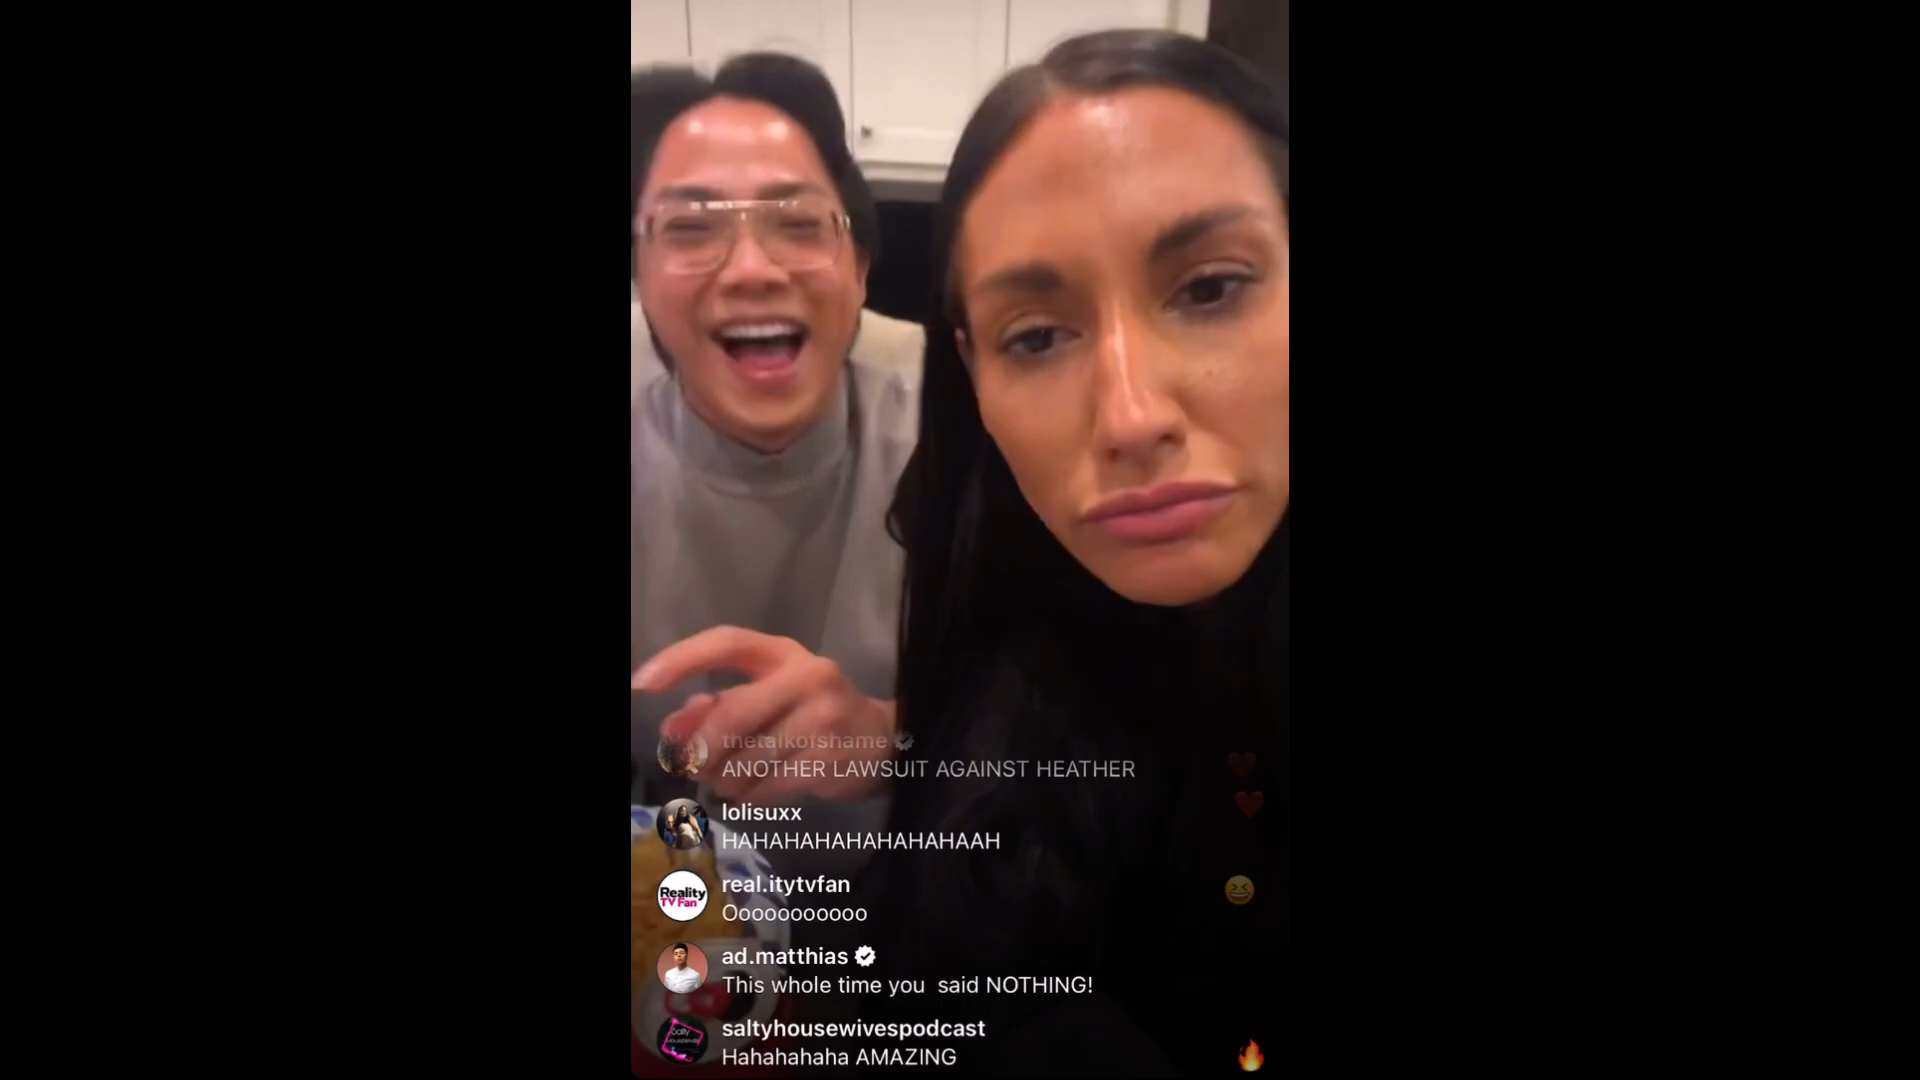 thetalkofshame
ANOTHER LAWSUIT AGAINST HEATHER
lolisuxx
HAHAHAHAHAHAHAHAAH
Reality
TV Fan
real.itytvfan
Ooooooooooo
ad.matthias
This whole time you  said NOTHING!
saltyhousewivespodcast
Hahahahaha AMAZING